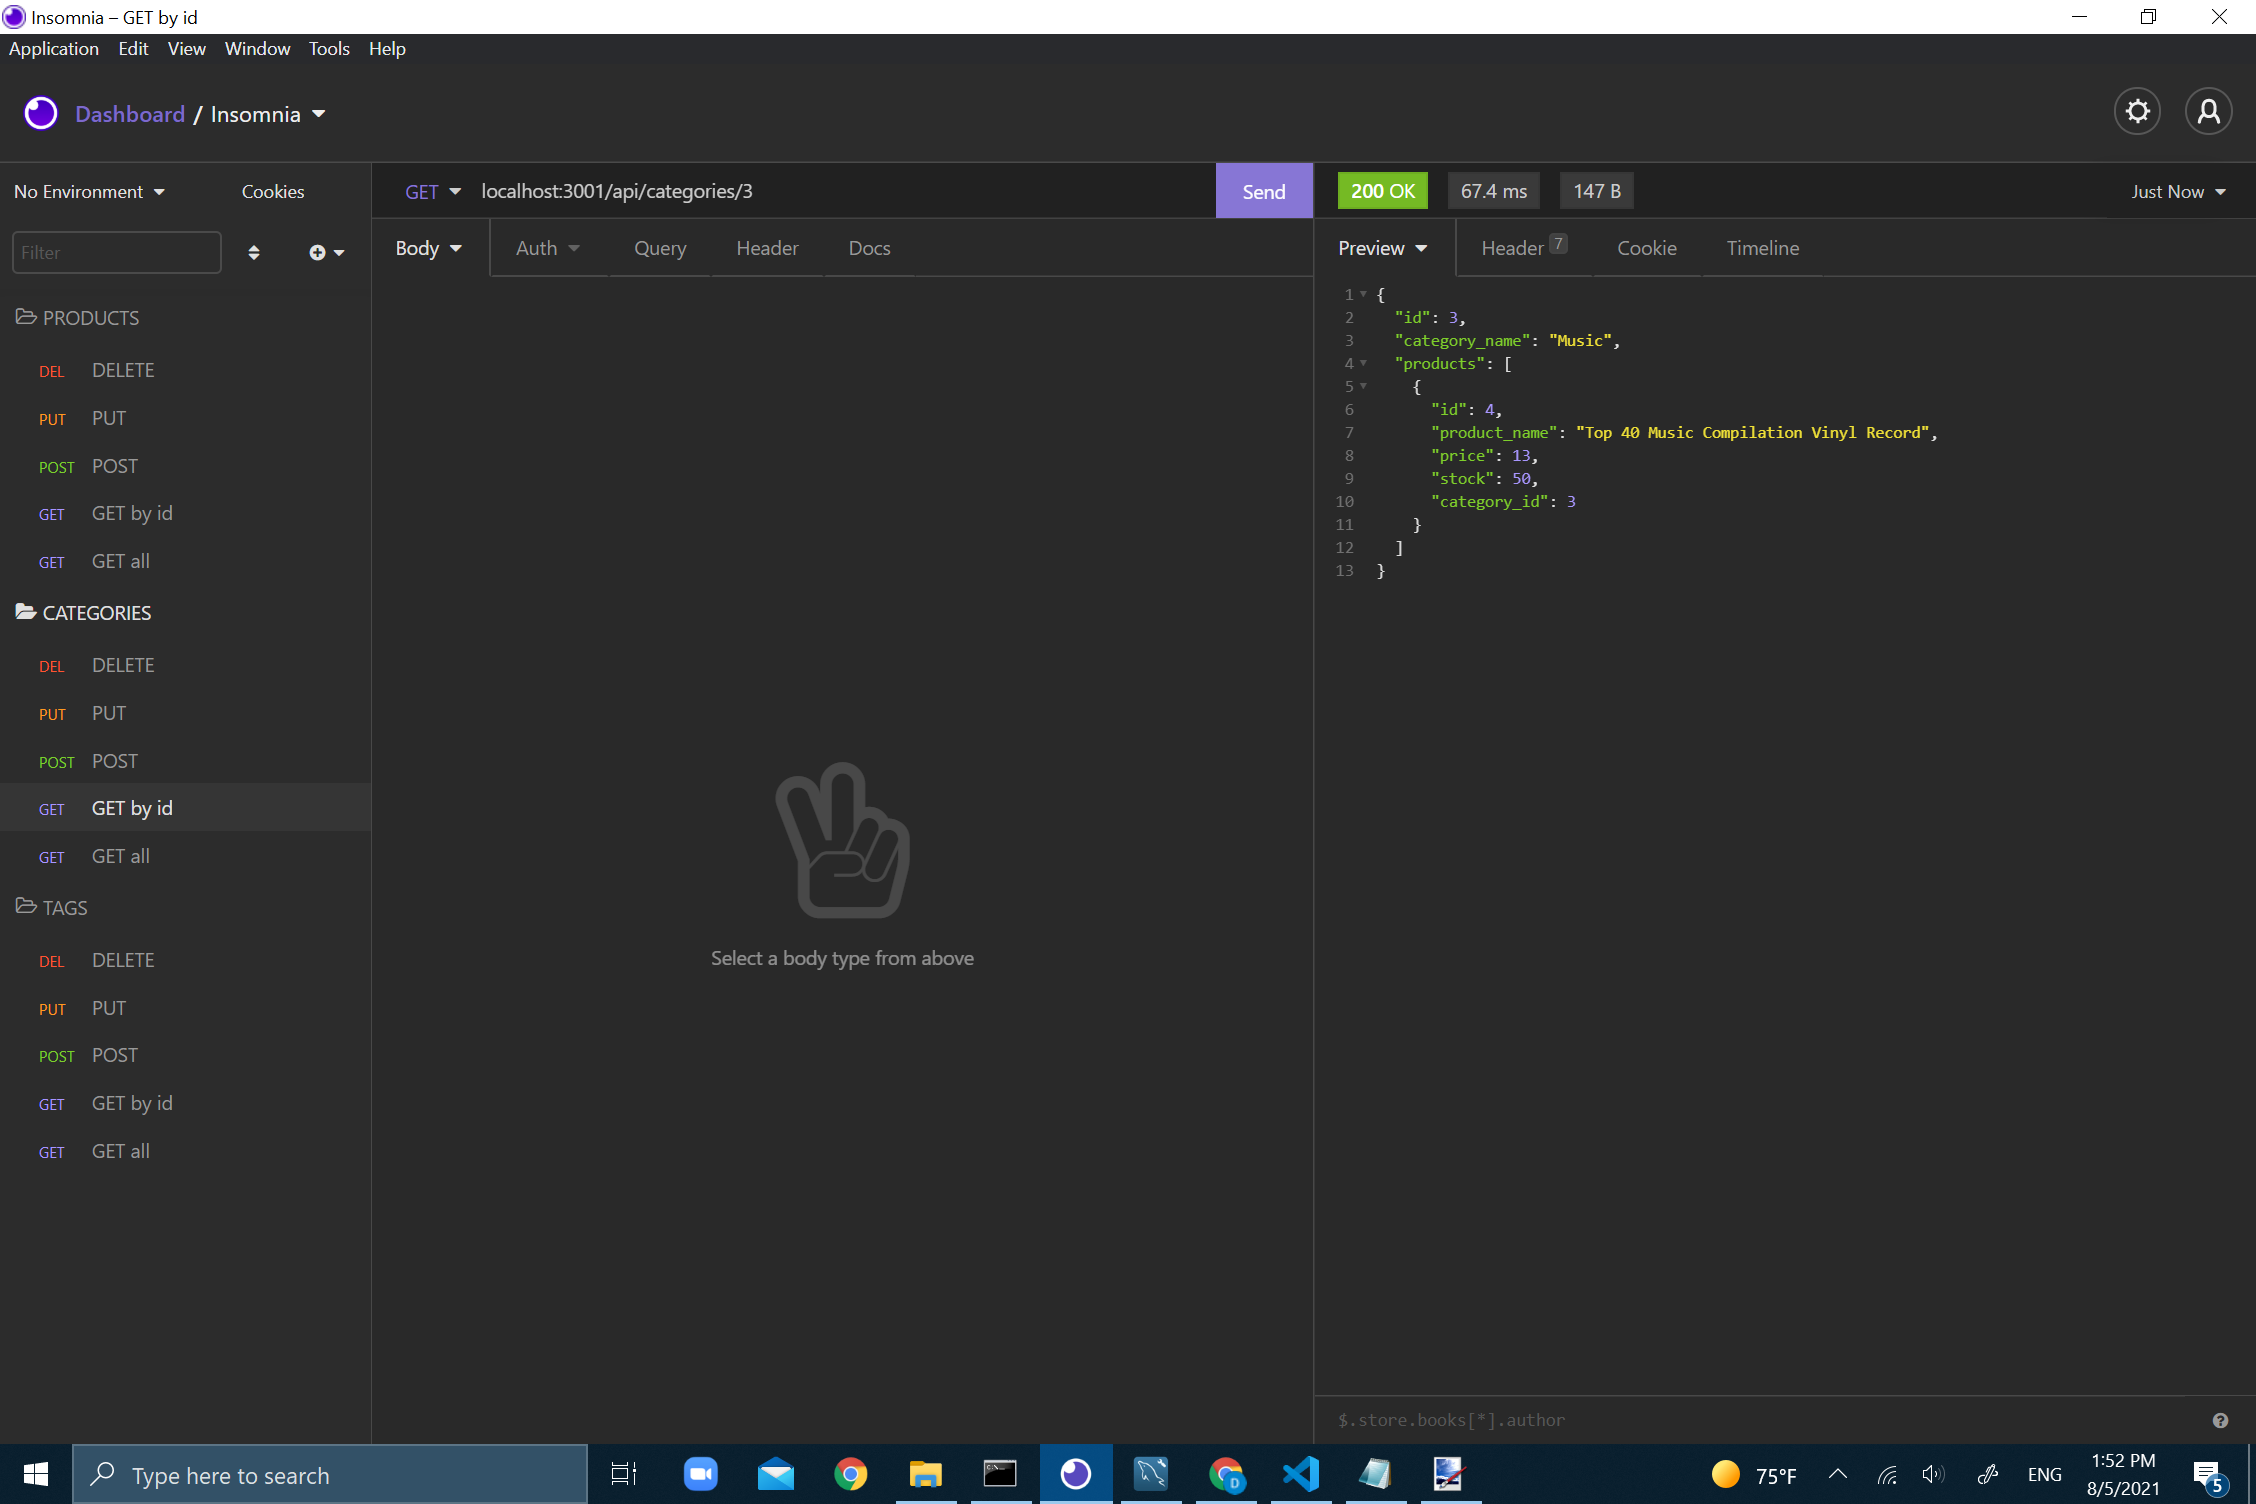 Insomnia – GET by id
Application Edit View Window Tools Help
Dashboard / Insomnia
No Environment Cookies
Filter
PRODUCTS
DEL DELETE
PUT PUT
POST POST
GET GET by id
GET GET all
CATEGORIES
DEL DELETE
PUT PUT
POST POST
GET GET by id
GET GET all
TAGS
DEL DELETE
PUT PUT
POST POST
GET GET by id
GET GET all
GET localhost:3001/api/categories/3 Send
Body Auth Query Header Docs
Select a body type from above
200 OK 67.4 ms 147 B Just Now
Preview Header 7 Cookie Timeline
1 {
2 "id": 3,
3 "category_name": "Music",
4 "products": [
5 {
6 "id": 4,
7 "product_name": "Top 40 Music Compilation Vinyl Record",
8 "price": 13,
9 "stock": 50,
10 "category_id": 3
11 }
12 ]
13 }
$.store.books[*].author
Type here to search
D
75°F
ENG
1:52 PM
8/5/2021
5